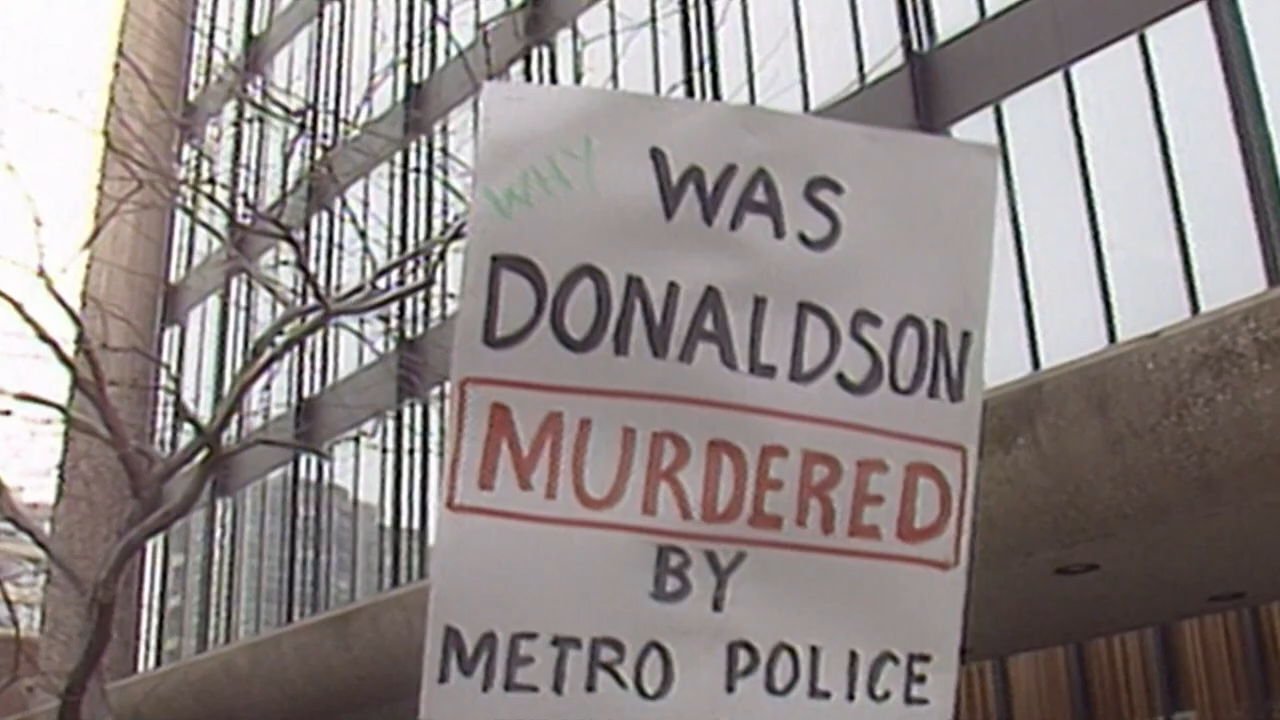 WHY WAS
DONALDSON
MURDERED
BY
METRO POLICE